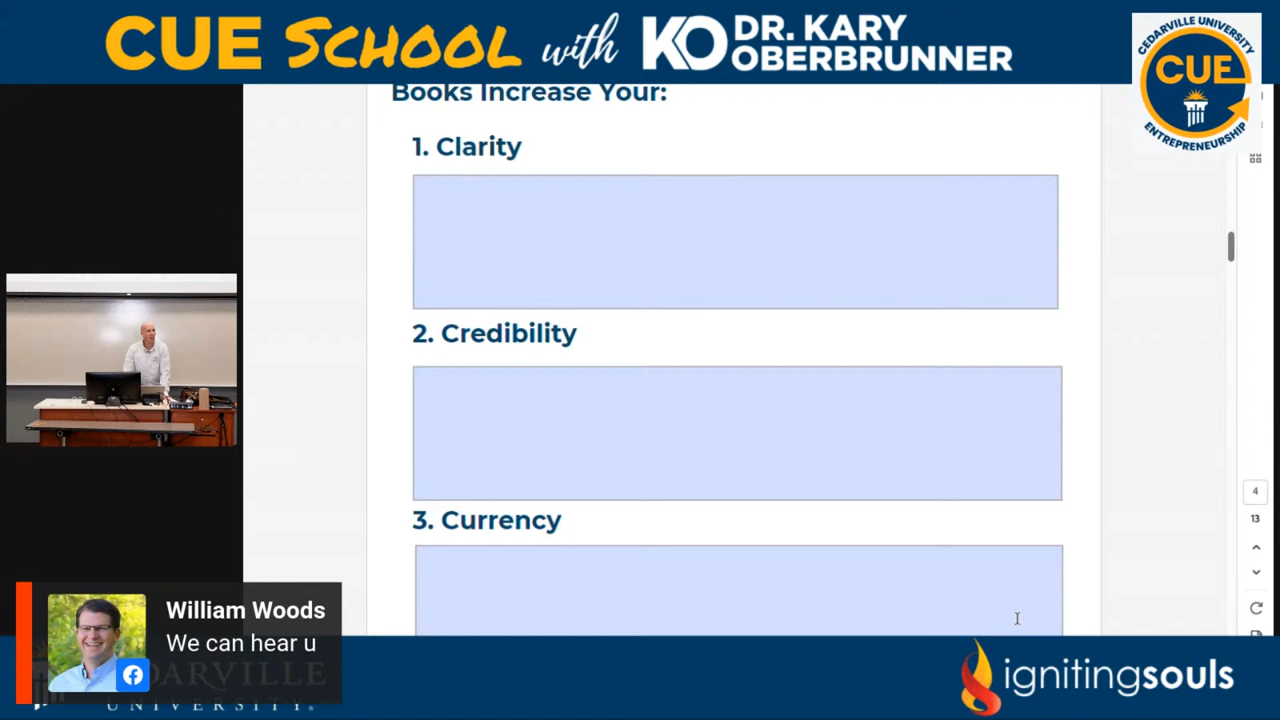 CUE SCHOOL with KO DR. KARY OBERBRUNNER
CEDARVILLE UNIVERSITY
CUE
ENTREPRENEURSHIP
Books Increase Your:
1. Clarity
2. Credibility
3. Currency
4
13
William Woods
We can hear u
DARVILLE
UNIVERSITY®
ignitingsouls